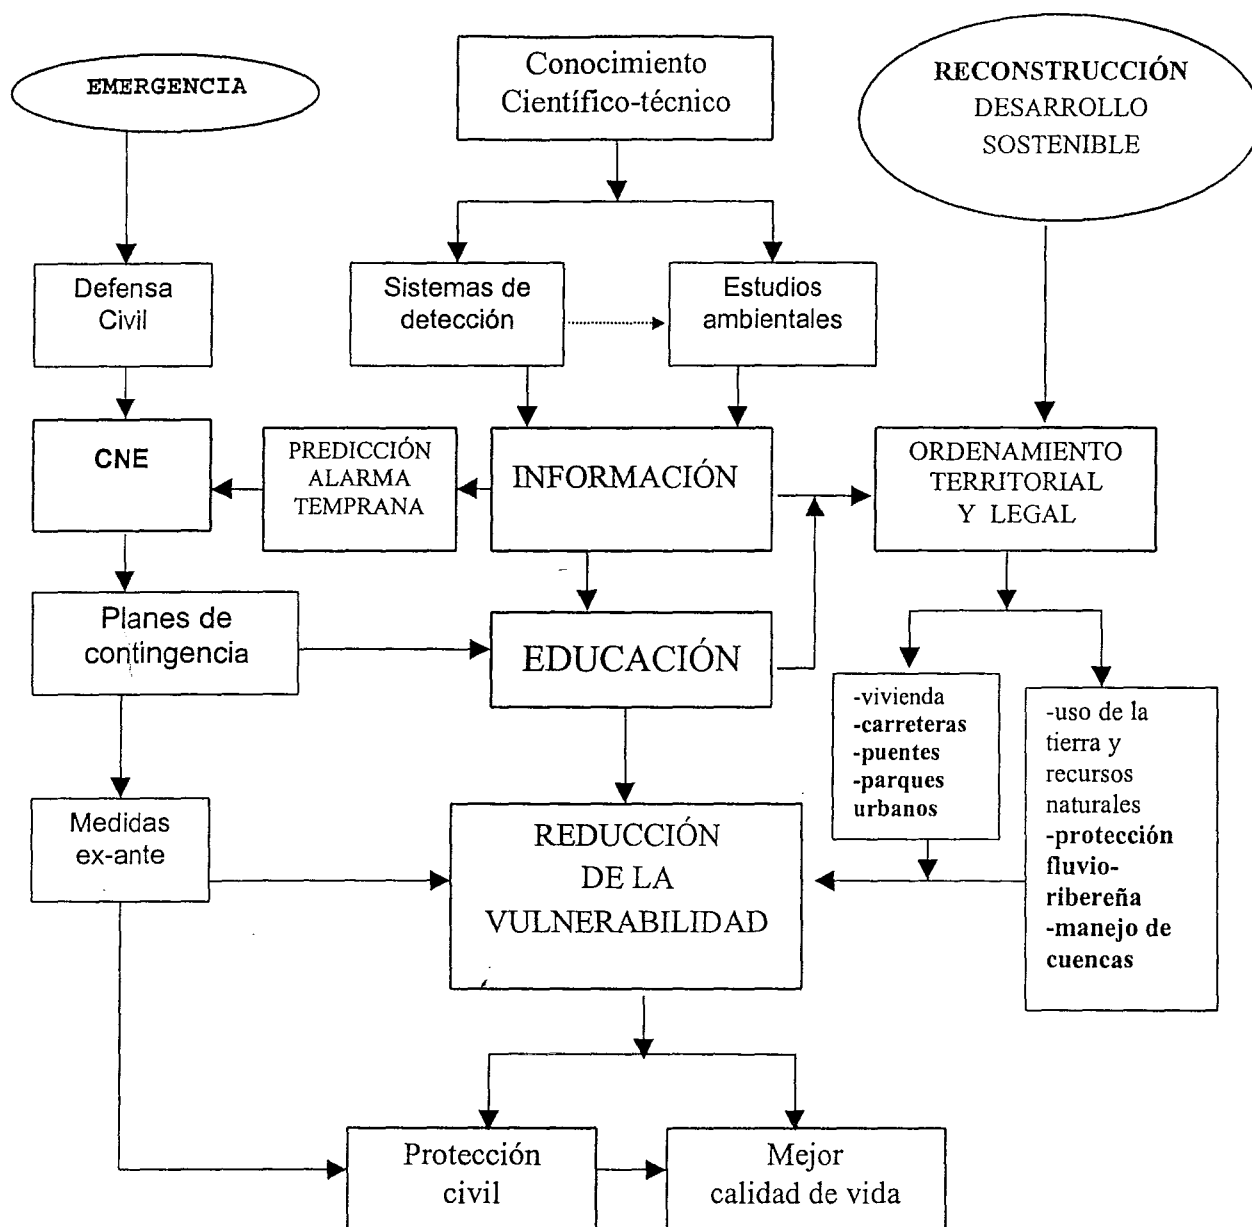 EMERGENCIA
Conocimiento
Científico-técnico
RECONSTRUCCIÓN
DESARROLLO
SOSTENIBLE
Defensa
Civil
Sistemas de
detección
Estudios
ambientales
CNE
PREDICCIÓN
ALARMA
TEMPRANA
INFORMACIÓN
ORDENAMIENTO
TERRITORIAL
Y LEGAL
Planes de
contingencia
EDUCACIÓN
-vivienda
-carreteras
-puentes
-parques
urbanos
-uso de la
tierra y
recursos
naturales
-protección
fluvio-
ribereña
-manejo de
cuencas
Medidas
ex-ante
REDUCCIÓN
DE LA
VULNERABILIDAD
Protección
civil
Mejor
calidad de vida